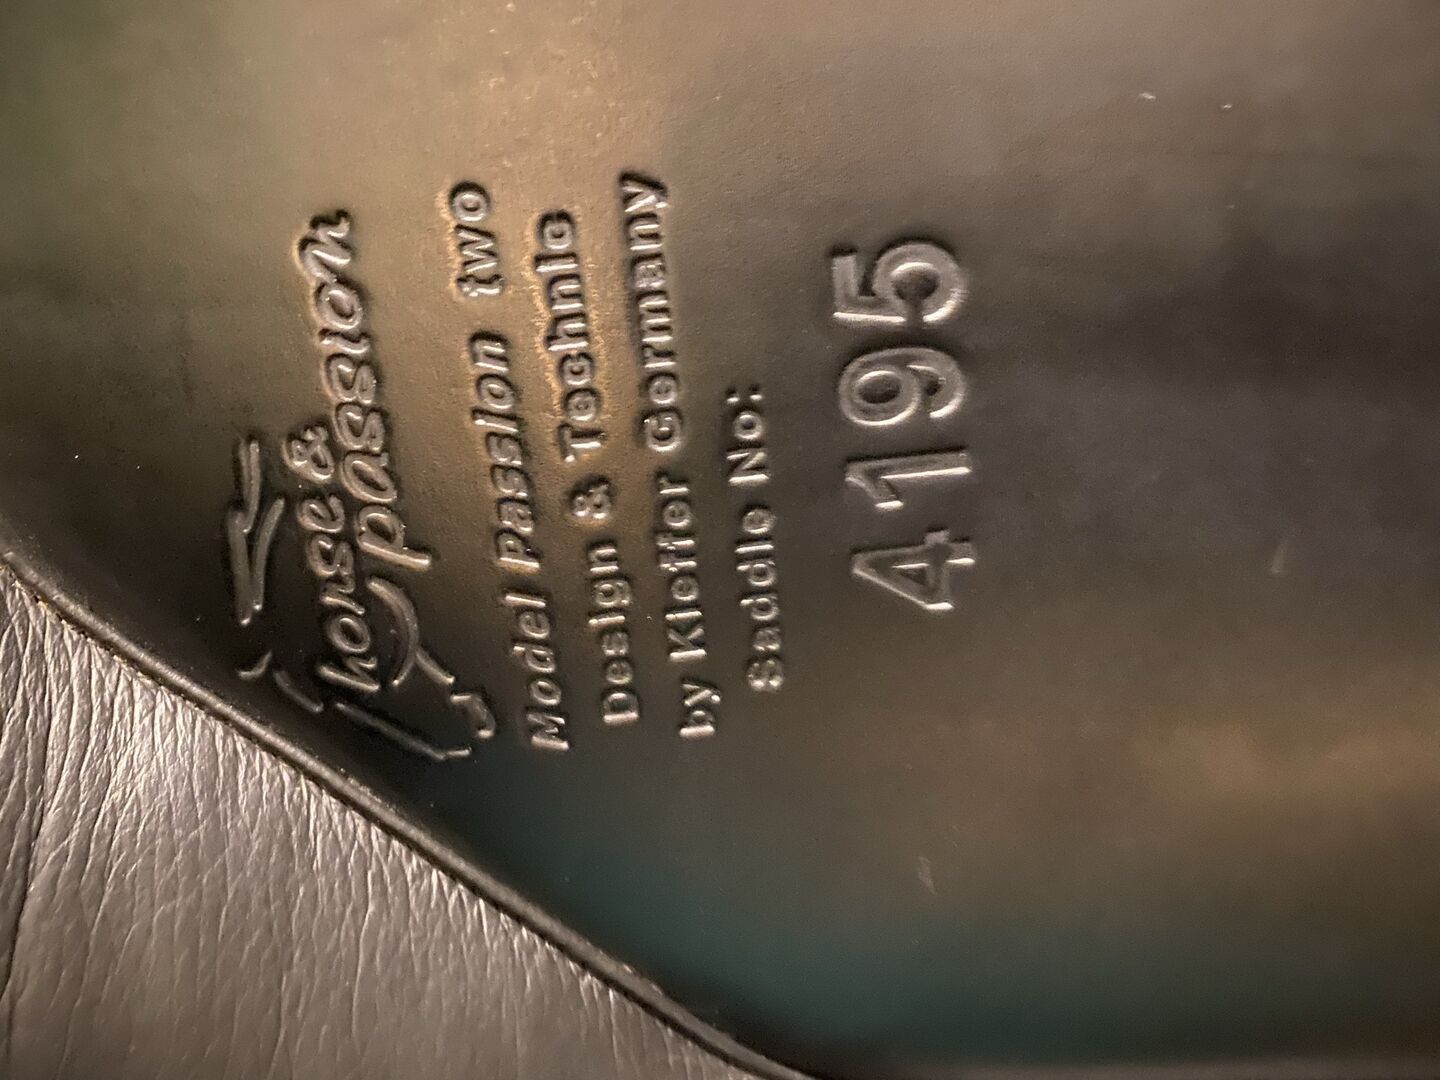 horse &
passion
Model Passion two
Design & Technic
by Kieffer Germany
Saddle No:
4195